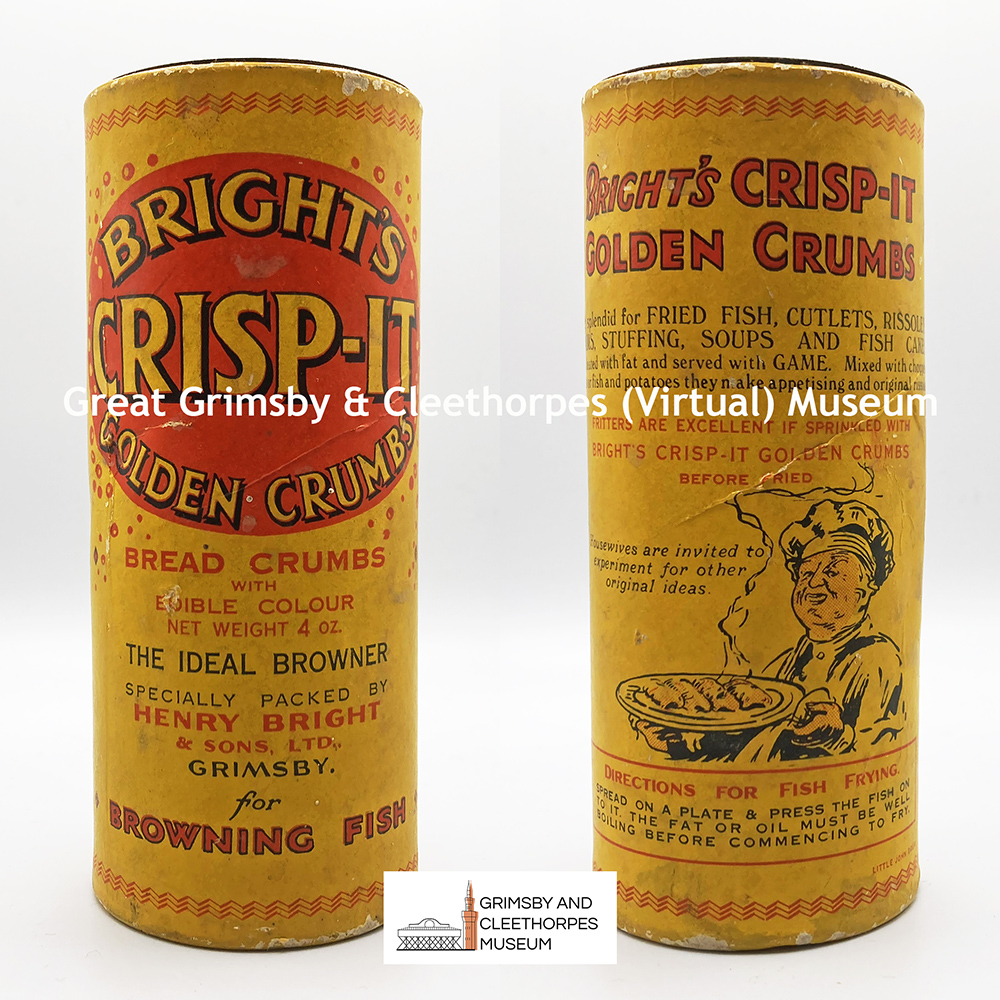 BRIGHT'S
CRISP-IT
GOLDEN CRUMBS
BREAD CRUMBS
WITH
EDIBLE COLOUR
NET WEIGHT 4 OZ.
THE IDEAL BROWNER
SPECIALLY PACKED BY
HENRY BRIGHT
& SONS, LTD,
GRIMSBY.
for
BROWNING FISH
BRIGHT'S CRISP-IT
GOLDEN CRUMBS
splendid for FRIED FISH, CUTLETS,
STUFFING, SOUPS AND FISH
with fat and served with GAME. Mixed with
fish and potatoes they make appetising and original
FRITTERS ARE EXCELLENT IF SPRINKLED WITH
BRIGHT'S CRISP-IT GOLDEN CRUMBS
BEFORE FRIED
Housewives are invited to
experiment for other
original ideas.
DIRECTIONS FOR FISH FRYING.
SPREAD ON A PLATE & PRESS THE FISH ON
TO IT. THE FAT OR OIL MUST BE WELL
BOILING BEFORE COMMENCING TO FRY.
LITTLE JOHN
Great Grimsby & Cleethorpes (Virtual) Museum
GRIMSBY AND
CLEETHORPES
MUSEUM